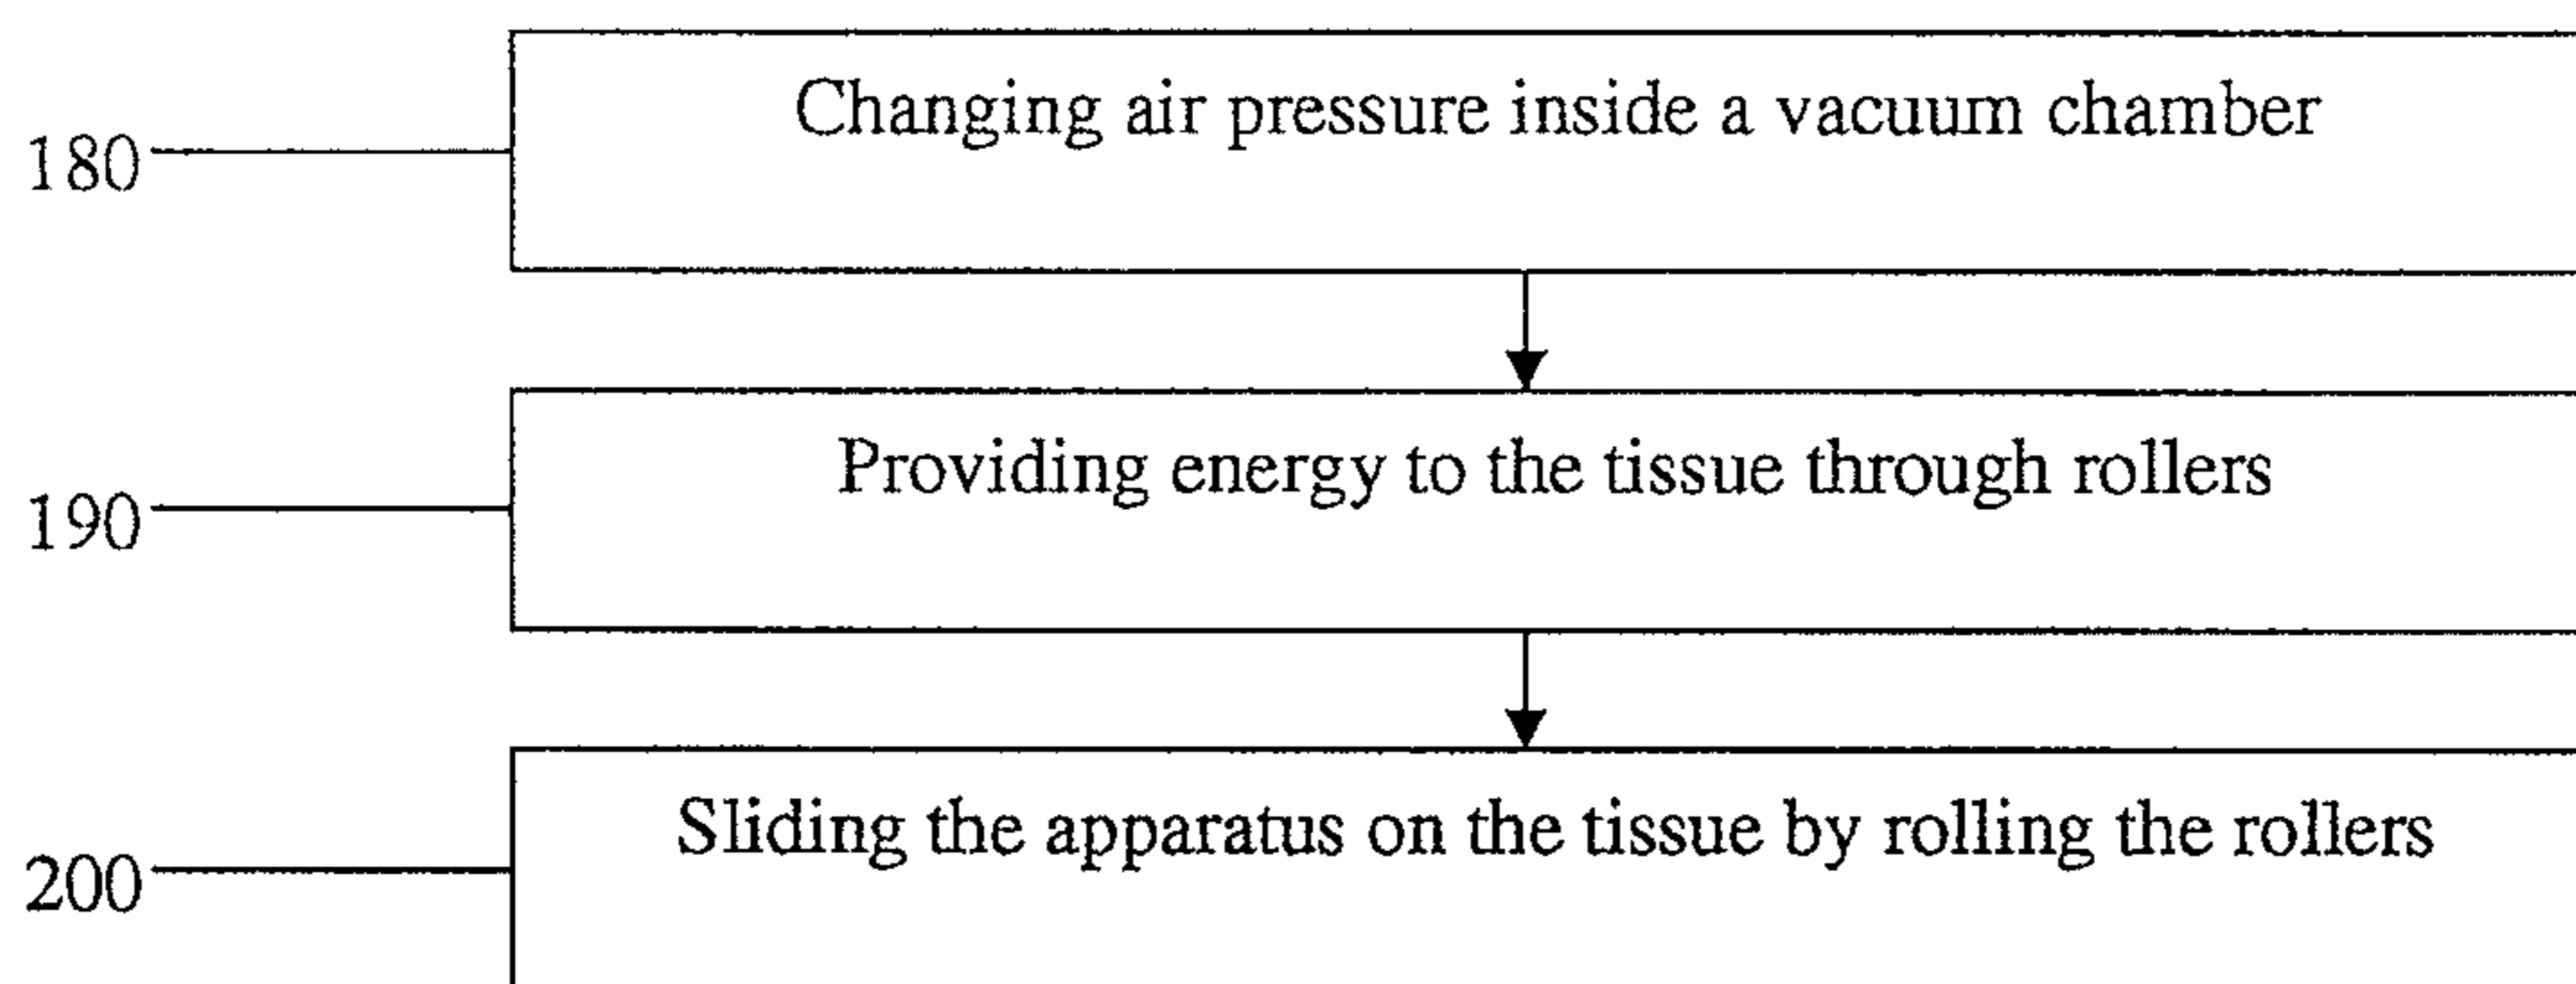 Changing air pressure inside a vacuum chamber
180
Providing energy to the tissue through rollers
190
Sliding the apparatus on the tissue by rolling the rollers
200